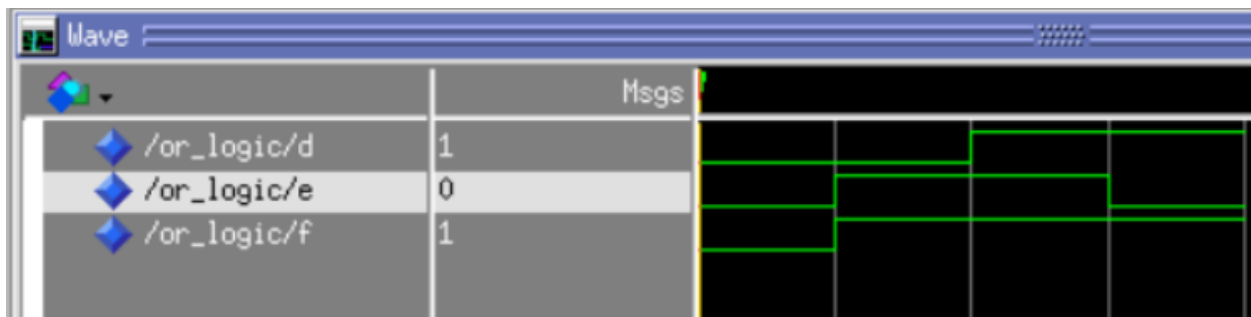 Wave
Msgs
/or_logic/d 1
/or_logic/e 0
/or_logic/f 1